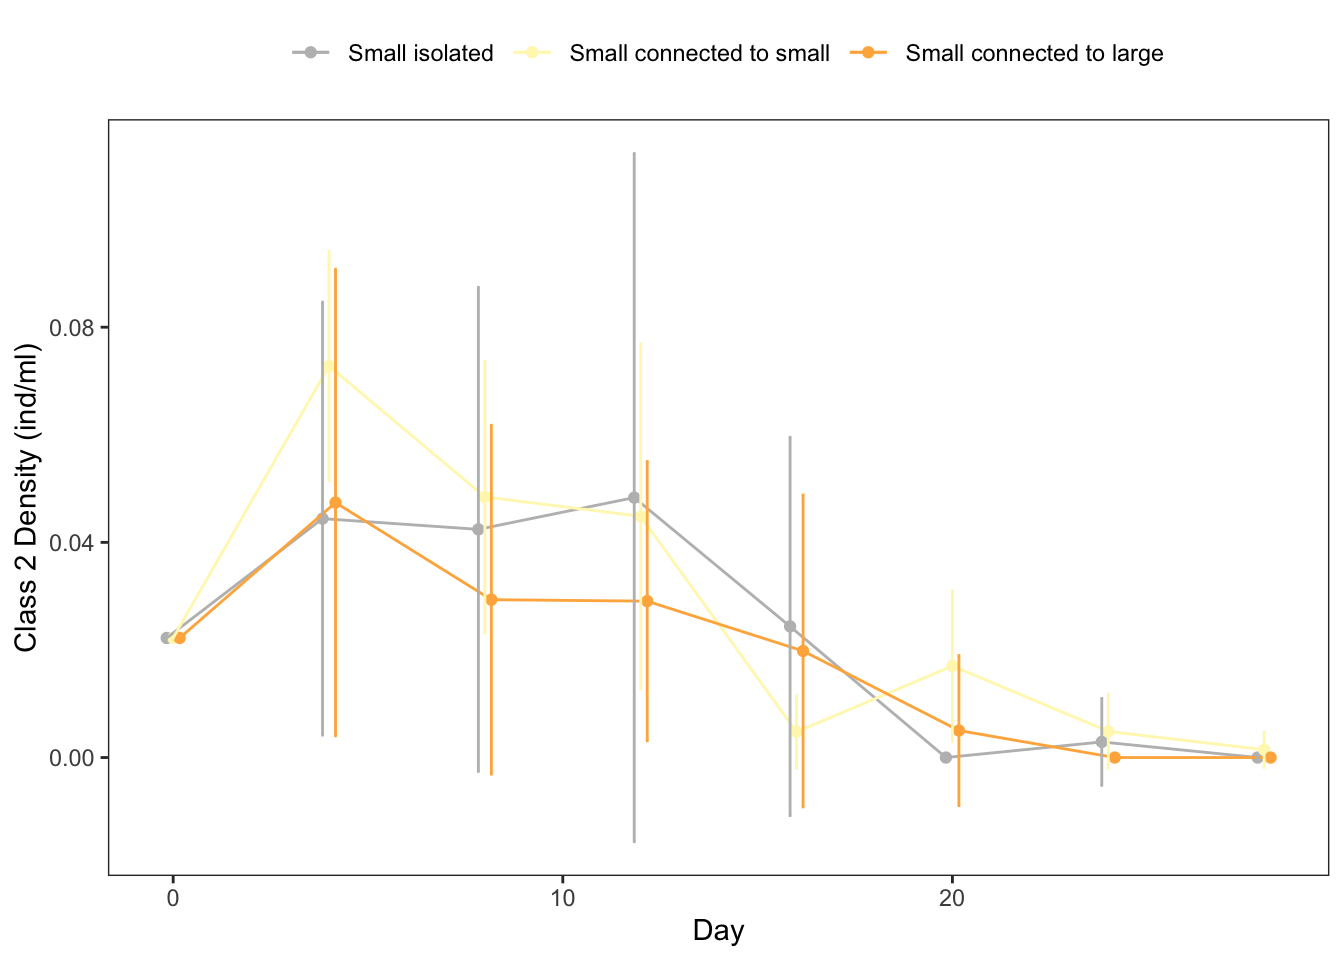 Small isolated Small connected to small Small connected to large
Class 2 Density (ind/ml)
0.08
0.04
0.00
0 10 20
Day